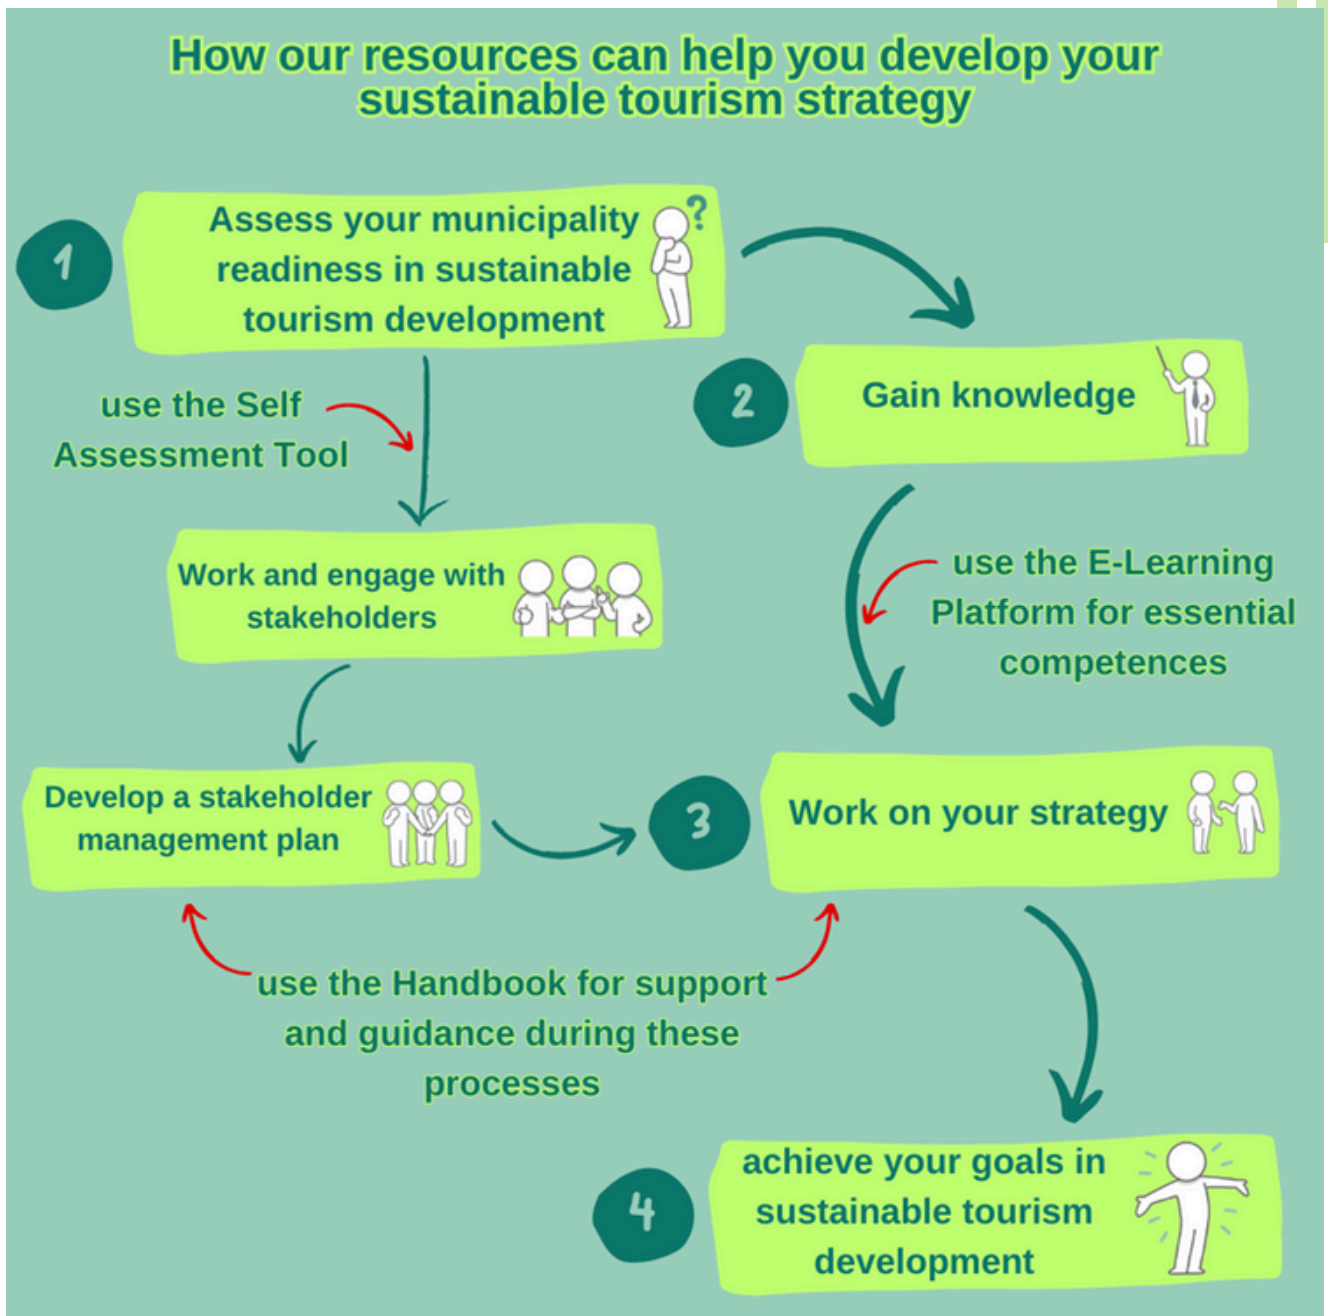 How our resources can help you develop your
sustainable tourism strategy
1
Assess your municipality
readiness in sustainable
tourism development
?
2
Gain knowledge
use the Self
Assessment Tool
Work and engage with
stakeholders
use the E-Learning
Platform for essential
competences
Develop a stakeholder
management plan
3
Work on your strategy
use the Handbook for support
and guidance during these
processes
4
achieve your goals in
sustainable tourism
development